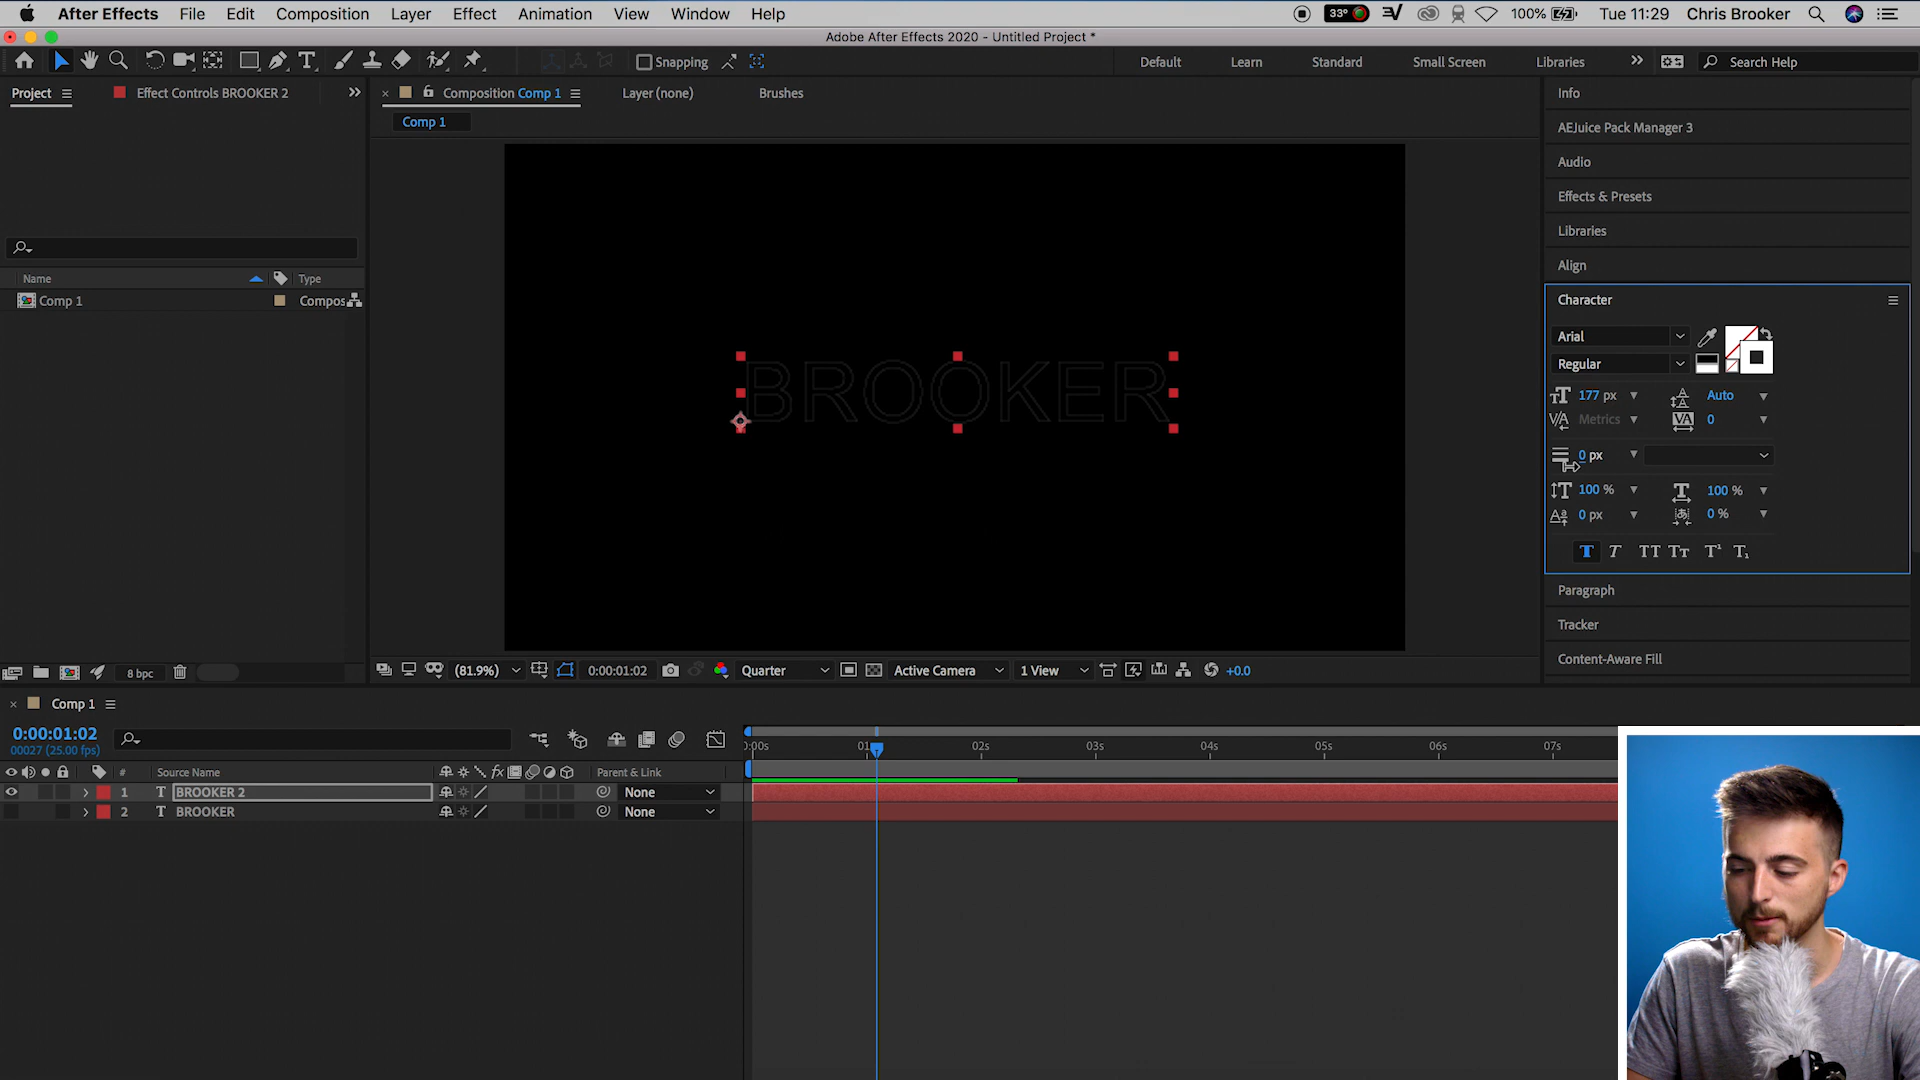 After Effects File Edit Composition Layer Effect Animation View Window Help 33° 100% Tue 11:29 Chris Brooker
Adobe After Effects 2020 - Untitled Project *
Snapping Default Learn Standard Small Screen Libraries Search Help
Project Effect Controls BROOKER 2 Composition Comp 1 Layer (none) Brushes
Comp 1
Info
AEJuice Pack Manager 3
Audio
Effects & Presets
Libraries
Align
Name Type
Comp 1 Compos
Character
Arial
Regular
177 px Auto
Metrics 0
0 px
100 % 100 %
0 px 0 %
T T TT Tт T¹ T₁
Paragraph
Tracker
Content-Aware Fill
BROOKER
8 bpc (81.9%) 0:00:01:02 Quarter Active Camera 1 View +0.0
Comp 1
0:00:01:02
00027 (25.00 fps)
:00s 01 02s 03s 04s 05s 06s 07s
# Source Name Parent & Link
1 T BROOKER 2 None
2 T BROOKER None